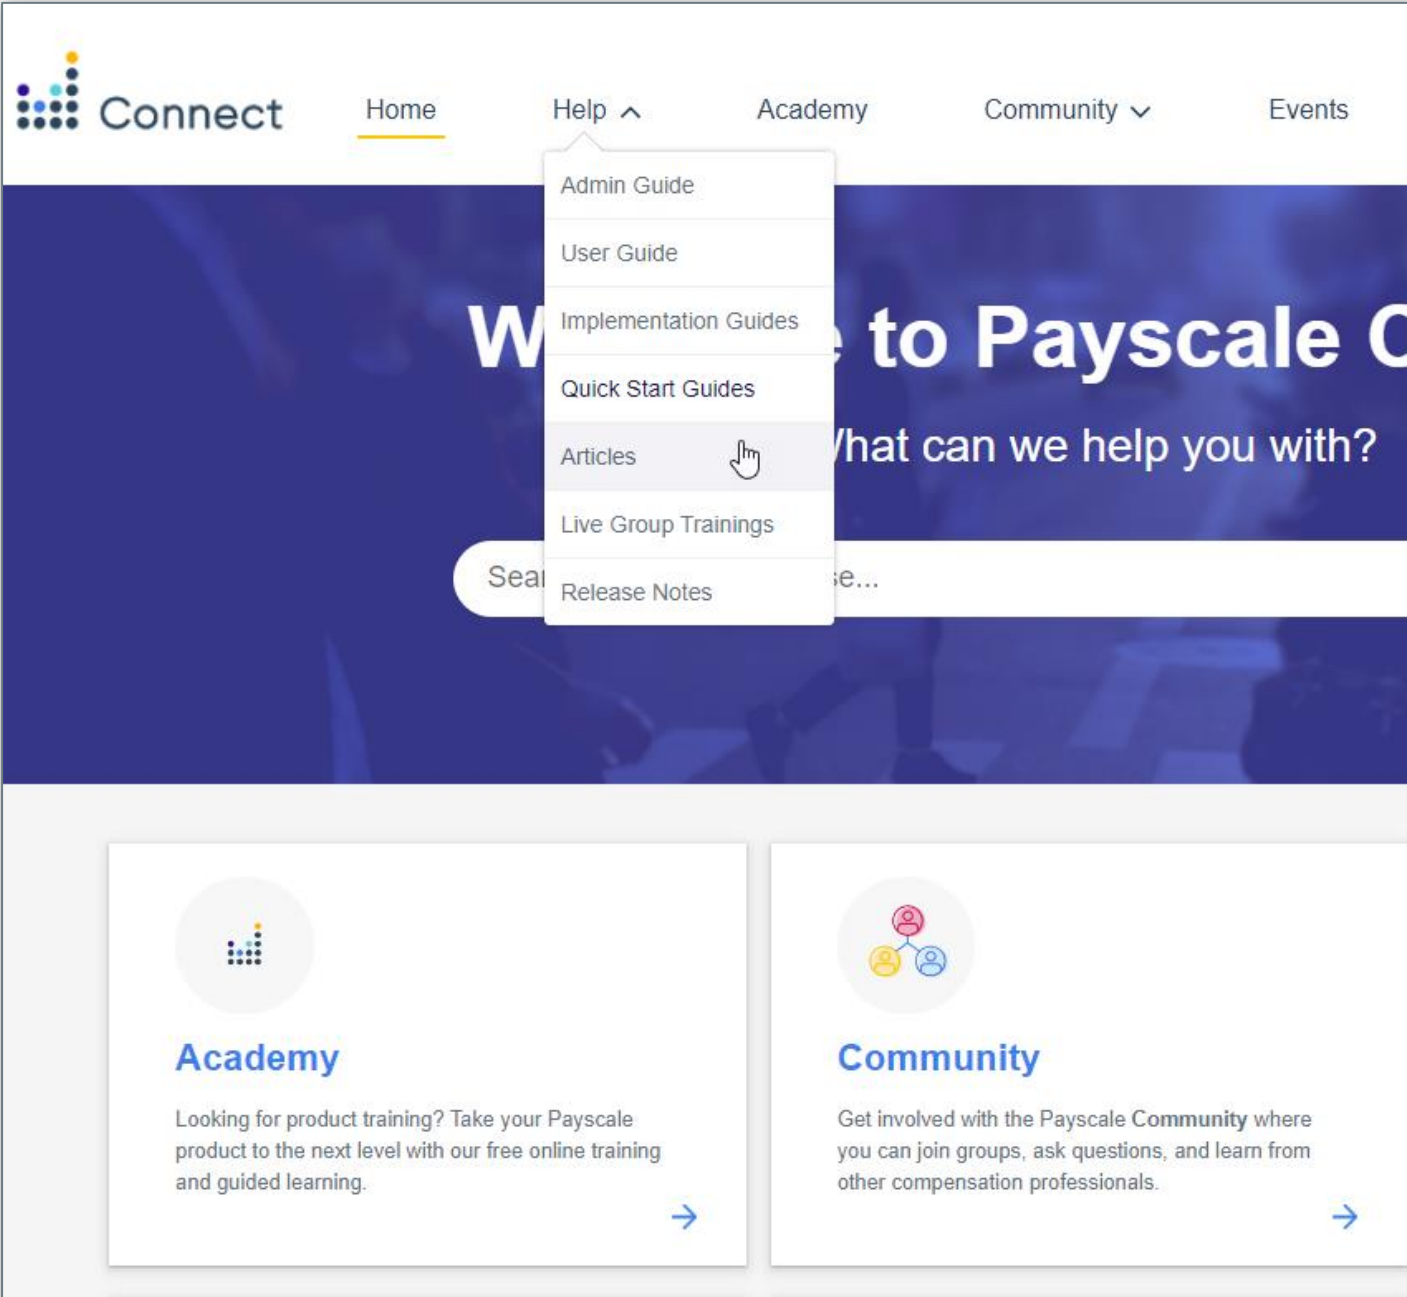 Connect
Home
Help
Academy
Community
Events
Admin Guide
User Guide
Implementation Guides
Quick Start Guides
Articles
Live Group Trainings
Release Notes
to Payscale
can we help you with?
Academy
Looking for product training? Take your Payscale
product to the next level with our free online training
and guided learning.
Community
Get involved with the Payscale Community where
you can join groups, ask questions, and learn from
other compensation professionals.